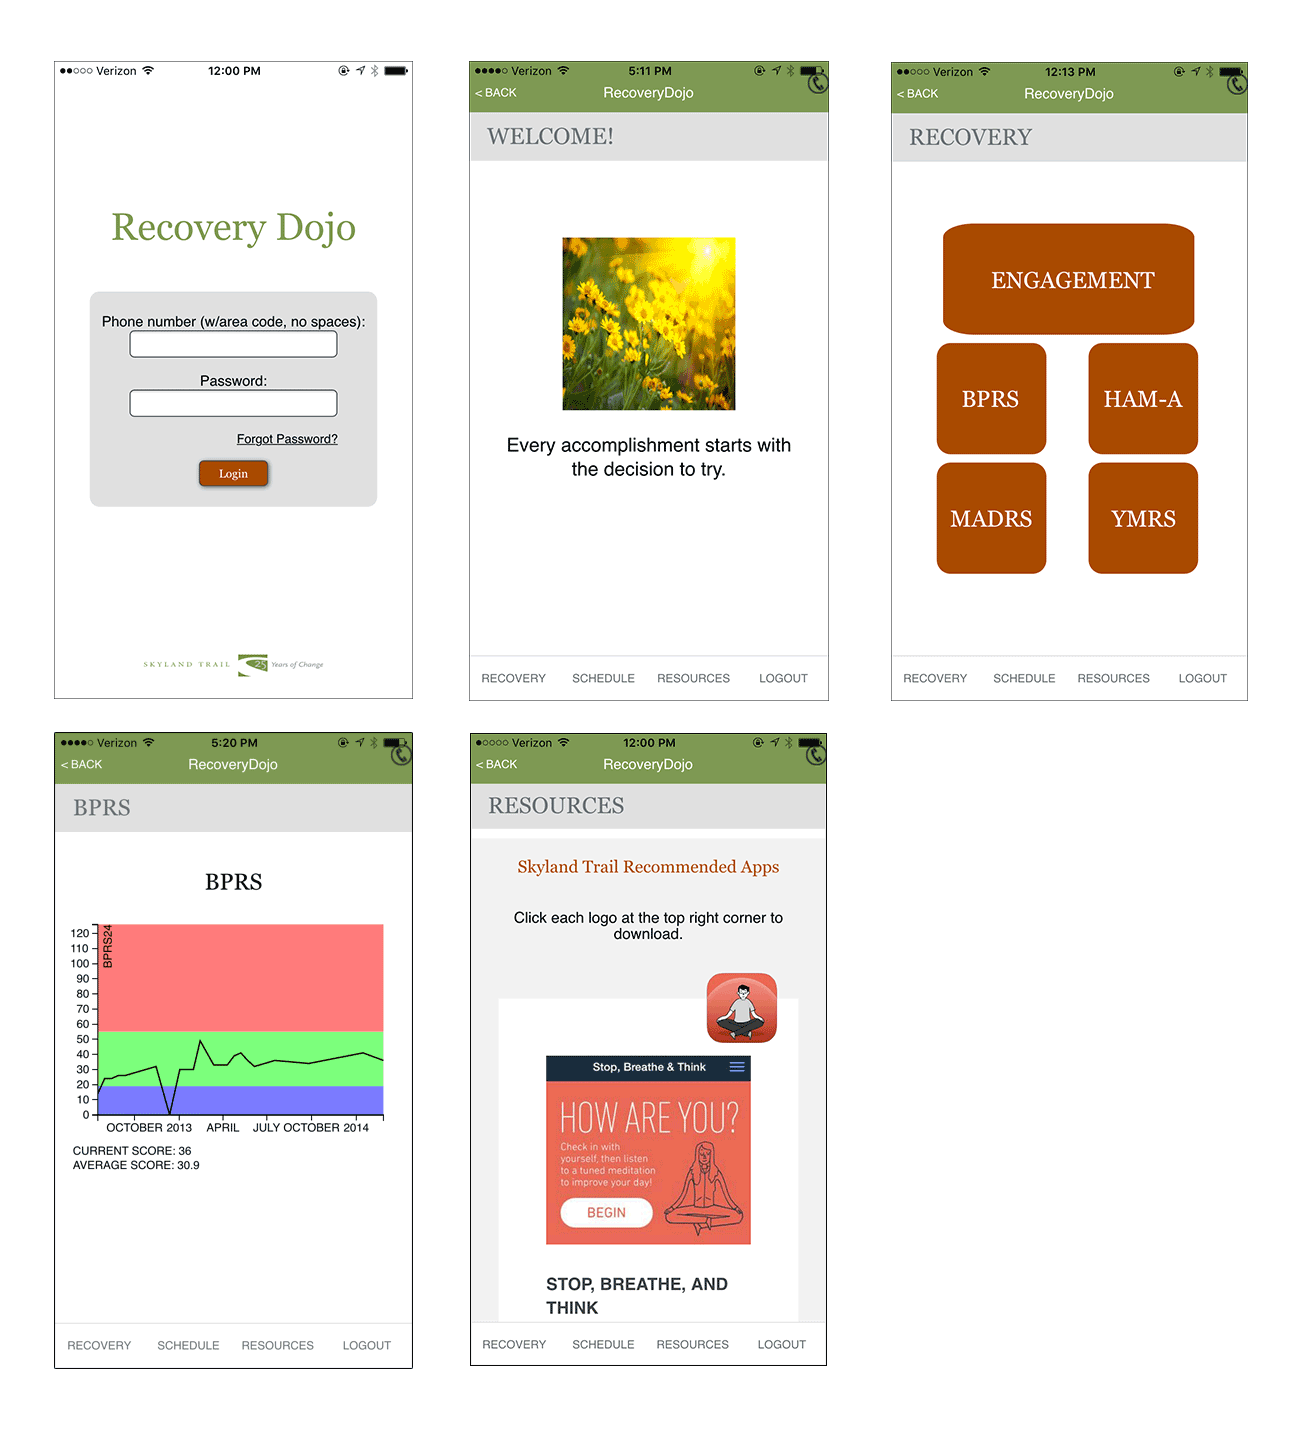 Verizon 12:00 PM
Recovery Dojo
Phone number (w/area code, no spaces):
Password:
Forgot Password?
Login
SKYLAND TRAIL 25 Years of Change
Verizon 5:11 PM
< BACK RecoveryDojo
WELCOME!
Every accomplishment starts with
the decision to try.
RECOVERY SCHEDULE RESOURCES LOGOUT
Verizon 12:13 PM
< BACK RecoveryDojo
RECOVERY
ENGAGEMENT
BPRS HAM-A
MADRS YMRS
RECOVERY SCHEDULE RESOURCES LOGOUT
Verizon 5:20 PM
< BACK RecoveryDojo
BPRS
BPRS
BPRS24
120
110
100
90
80
70
60
50
40
30
20
10
0
OCTOBER 2013 APRIL JULY OCTOBER 2014
CURRENT SCORE: 36
AVERAGE SCORE: 30.9
RECOVERY SCHEDULE RESOURCES LOGOUT
Verizon 12:00 PM
< BACK RecoveryDojo
RESOURCES
Skyland Trail Recommended Apps
Click each logo at the top right corner to
download.
Stop, Breathe & Think
HOW ARE YOU?
Check in with
yourself, then listen
to a tuned meditation
to improve your day!
BEGIN
STOP, BREATHE, AND
THINK
RECOVERY SCHEDULE RESOURCES LOGOUT